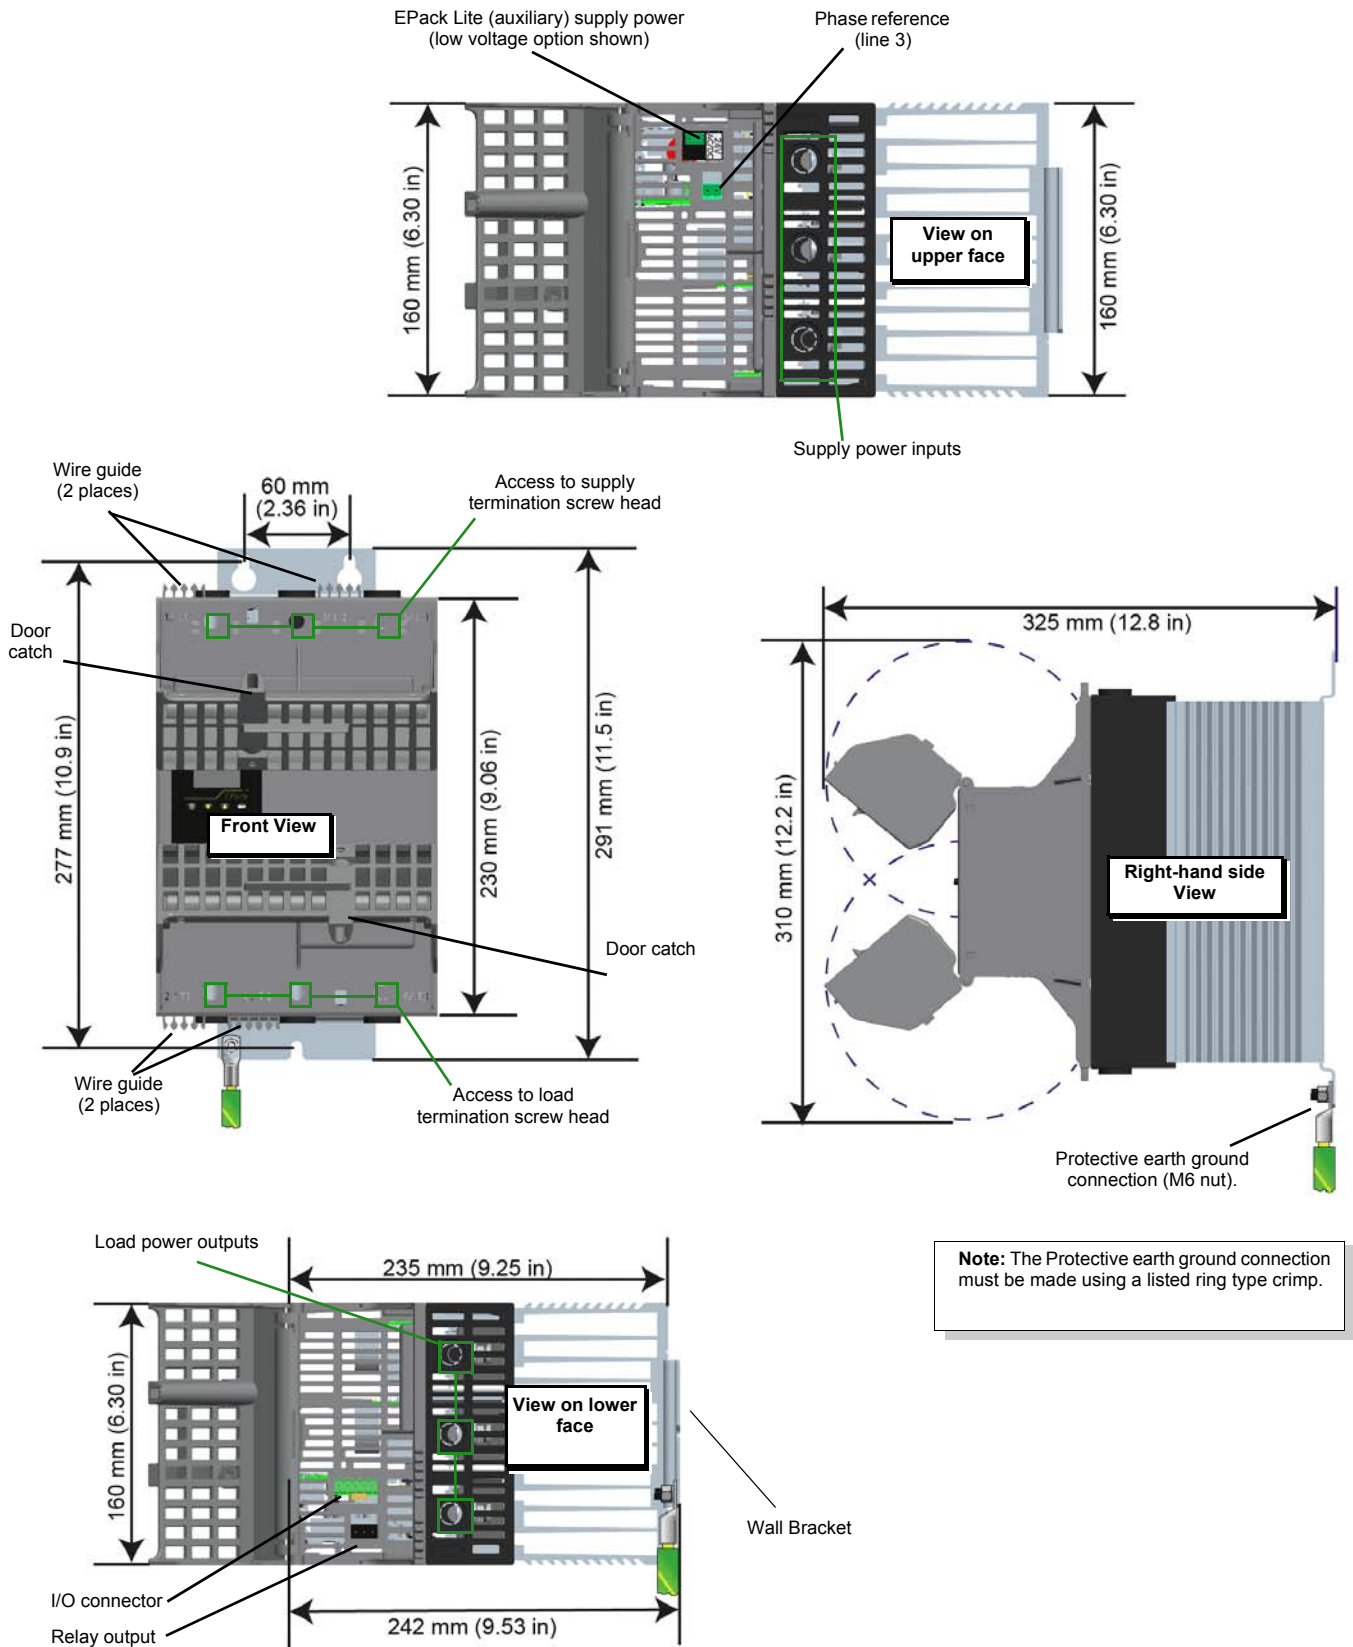 EPack Lite (auxiliary) supply power
(low voltage option shown)
Phase reference
(line 3)
160 mm (6.30 in)
View on
upper face
160 mm (6.30 in)
Supply power inputs
Wire guide
(2 places)
60 mm
(2.36 in)
Access to supply
termination screw head
Door
catch
277 mm (10.9 in)
Front View
230 mm (9.06 in)
291 mm (11.5 in)
Door catch
Wire guide
(2 places)
Access to load
termination screw head
325 mm (12.8 in)
310 mm (12.2 in)
Right-hand side
View
Protective earth ground
connection (M6 nut).
Load power outputs
235 mm (9.25 in)
160 mm (6.30 in)
View on lower
face
Wall Bracket
I/O connector
Relay output
242 mm (9.53 in)
Note: The Protective earth ground connection
must be made using a listed ring type crimp.